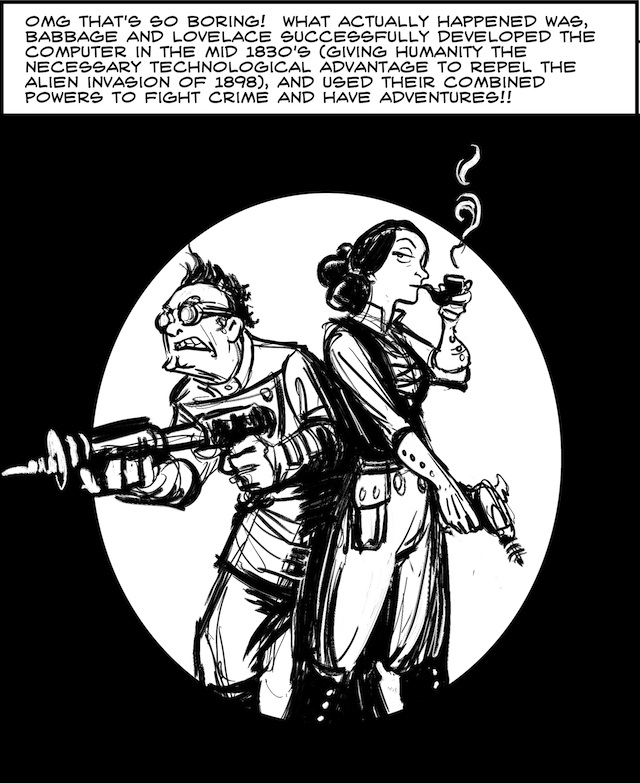 OMG THAT'S SO BORING! WHAT ACTUALLY HAPPENED WAS,
BABBAGE AND LOVELACE SUCCESSFULLY DEVELOPED THE
COMPUTER IN THE MID 1830'S (GIVING HUMANITY THE
NECESSARY TECHNOLOGICAL ADVANTAGE TO REPEL THE
ALIEN INVASION OF 1898), AND USED THEIR COMBINED
POWERS TO FIGHT CRIME AND HAVE ADVENTURES!!